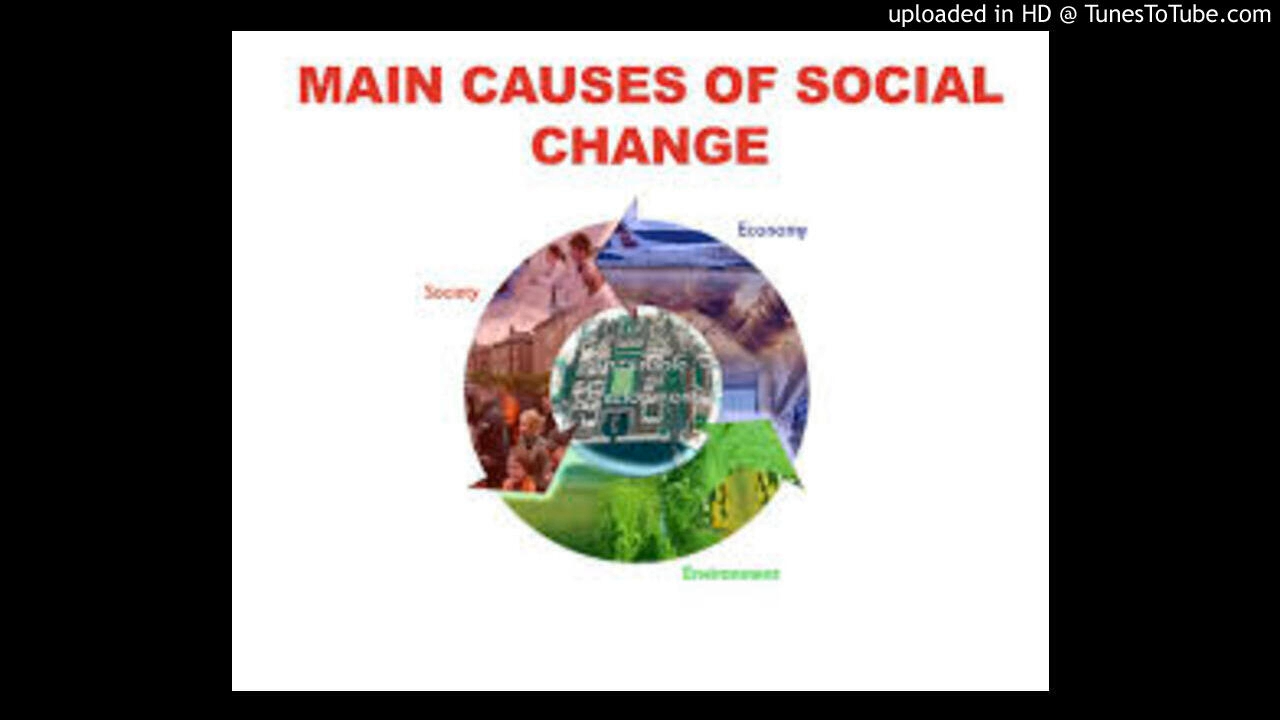 uploaded in HD @ TunesToTube.com
MAIN CAUSES OF SOCIAL
CHANGE
Economy
Society
Environment